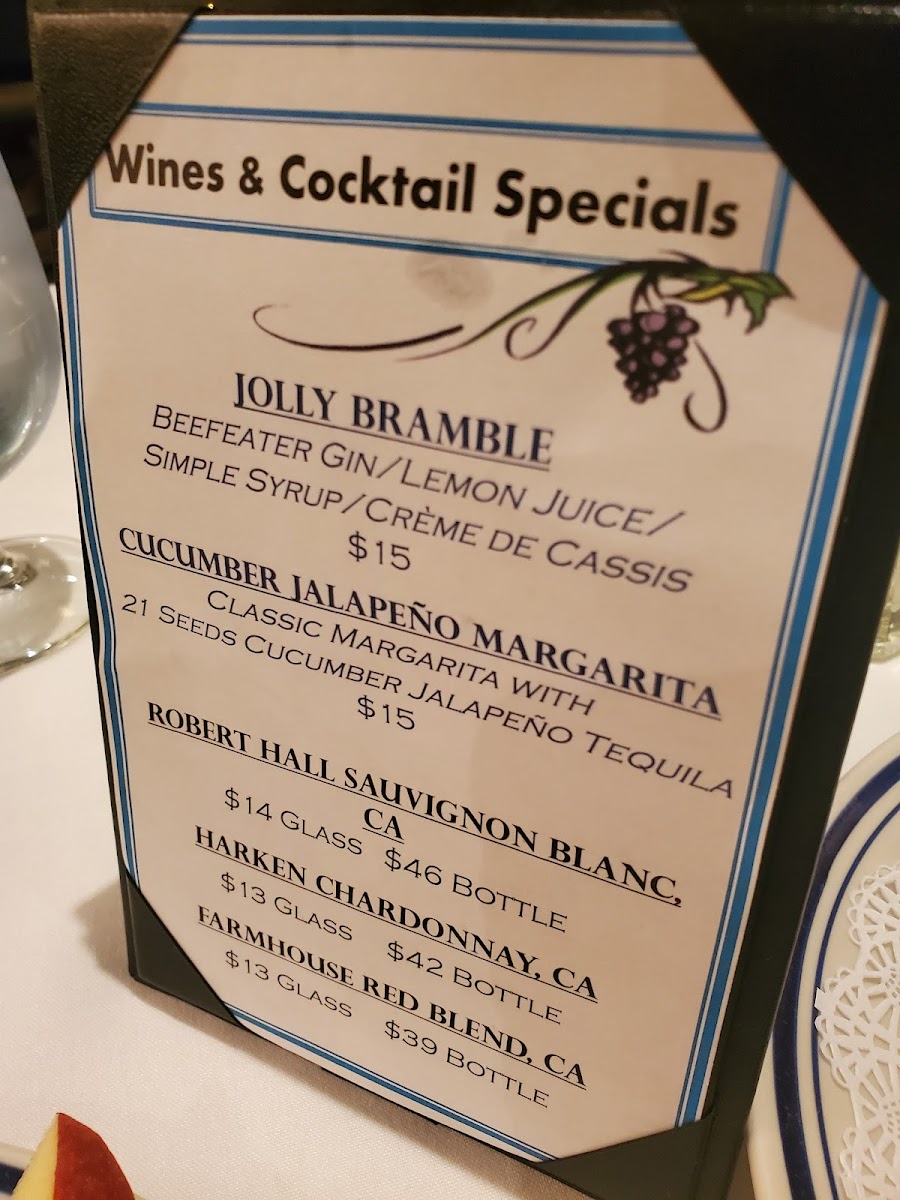 Wines & Cocktail Specials
JOLLY BRAMBLE
BEEFEATER GIN/LEMON JUICE/
SIMPLE SYRUP/CRÈME DE CASSIS
$15
CUCUMBER JALAPEÑO MARGARITA
CLASSIC MARGARITA WITH
21 SEEDS CUCUMBER JALAPEÑO TEQUILA
$15
ROBERT HALL SAUVIGNON BLANC,
CA
$14 GLASS $46 BOTTLE
HARKEN CHARDONNAY, CA
$13 GLASS $42 BOTTLE
FARMHOUSE RED BLEND, CA
$13 GLASS $39 BOTTLE